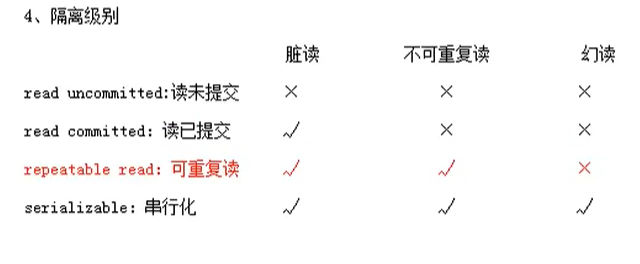 4、隔离级别
脏读 不可重复读 幻读
read uncommitted:读未提交 × × ×
read committed: 读已提交 √ × ×
repeatable read: 可重复读 √ √ ×
serializable: 串行化 √ √ √